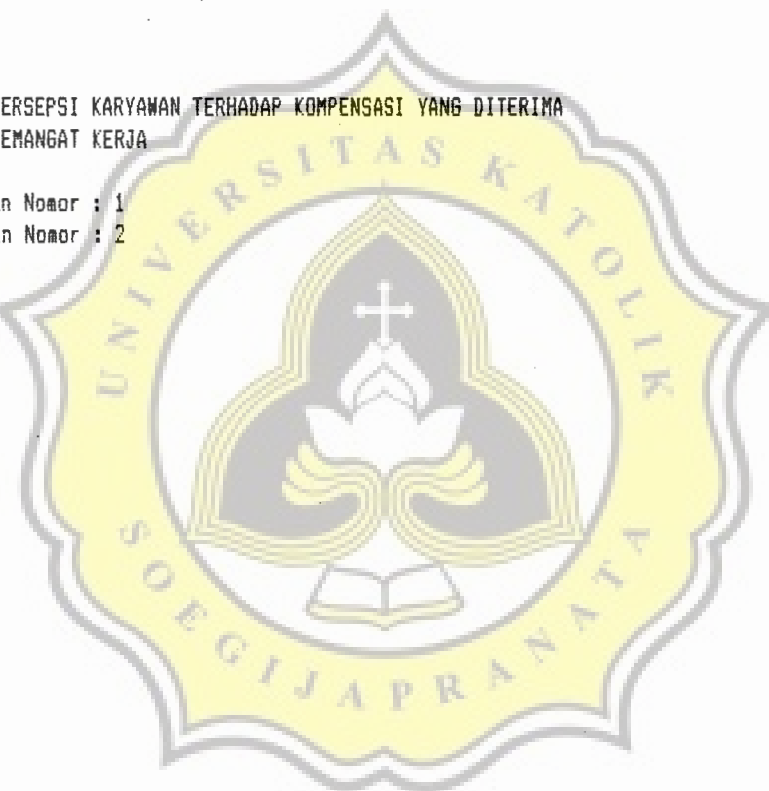 ERSEPSI KARYAWAN TERHADAP KOMPENSASI YANG DITERIMA
EMANGAT KERJA
n Nomor : 1
n Nomor : 2
UNIVERSITAS KATOLIK
SOEGIJAPRANATA